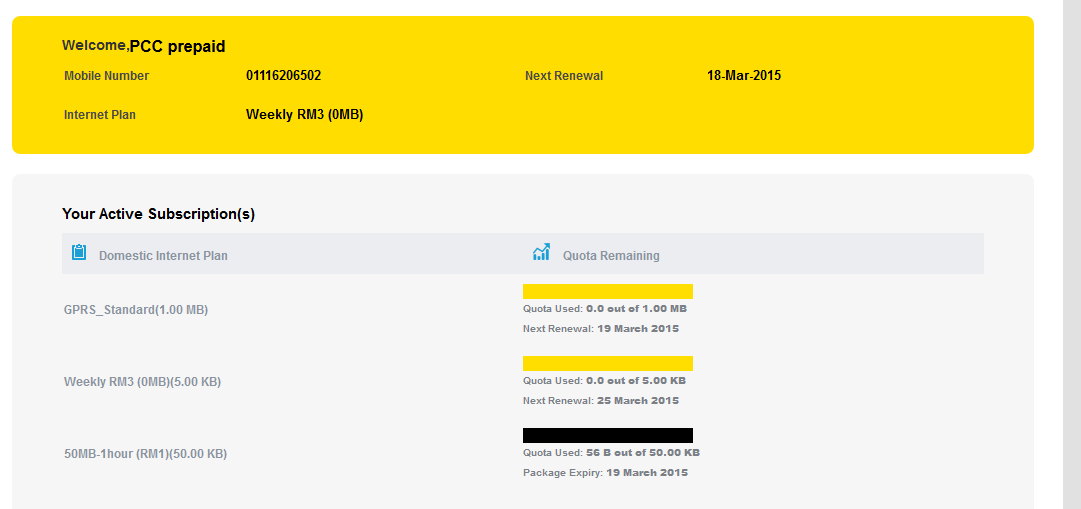 Welcome,PCC prepaid
Mobile Number 01116206502 Next Renewal 18-Mar-2015
Internet Plan Weekly RM3 (0MB)
Your Active Subscription(s)
Domestic Internet Plan Quota Remaining
GPRS_Standard(1.00 MB)
Quota Used: 0.0 out of 1.00 MB
Next Renewal: 19 March 2015
Weekly RM3 (0MB)(5.00 KB)
Quota Used: 0.0 out of 5.00 KB
Next Renewal: 25 March 2015
50MB-1hour (RM1)(50.00 KB)
Quota Used: 56 B out of 50.00 KB
Package Expiry: 19 March 2015